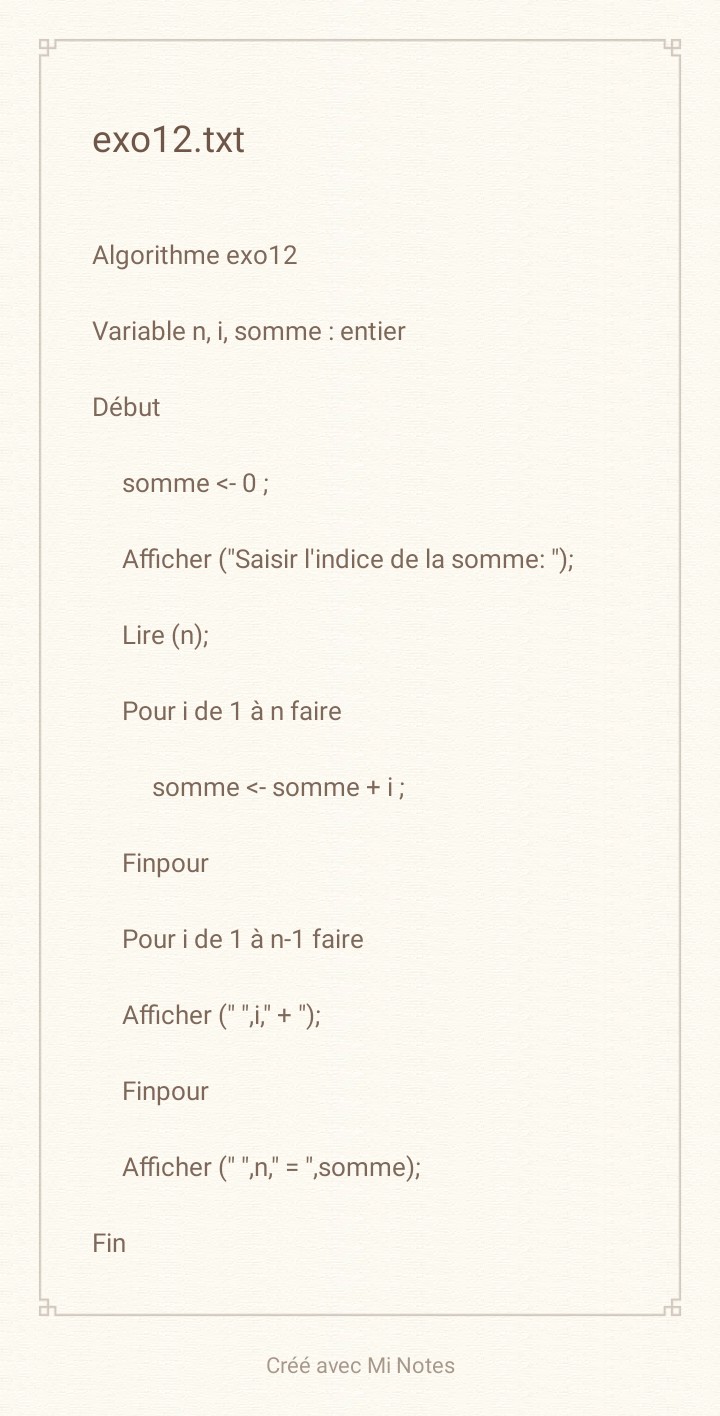 exo12.txt
Algorithme exo12
Variable n, i, somme : entier
Début
somme <- 0 ;
Afficher ("Saisir l'indice de la somme: ");
Lire (n);
Pour i de 1 à n faire
somme <- somme + i ;
Finpour
Pour i de 1 à n-1 faire
Afficher (" ",i," + ");
Finpour
Afficher (" ",n," = ",somme);
Fin
Créé avec Mi Notes